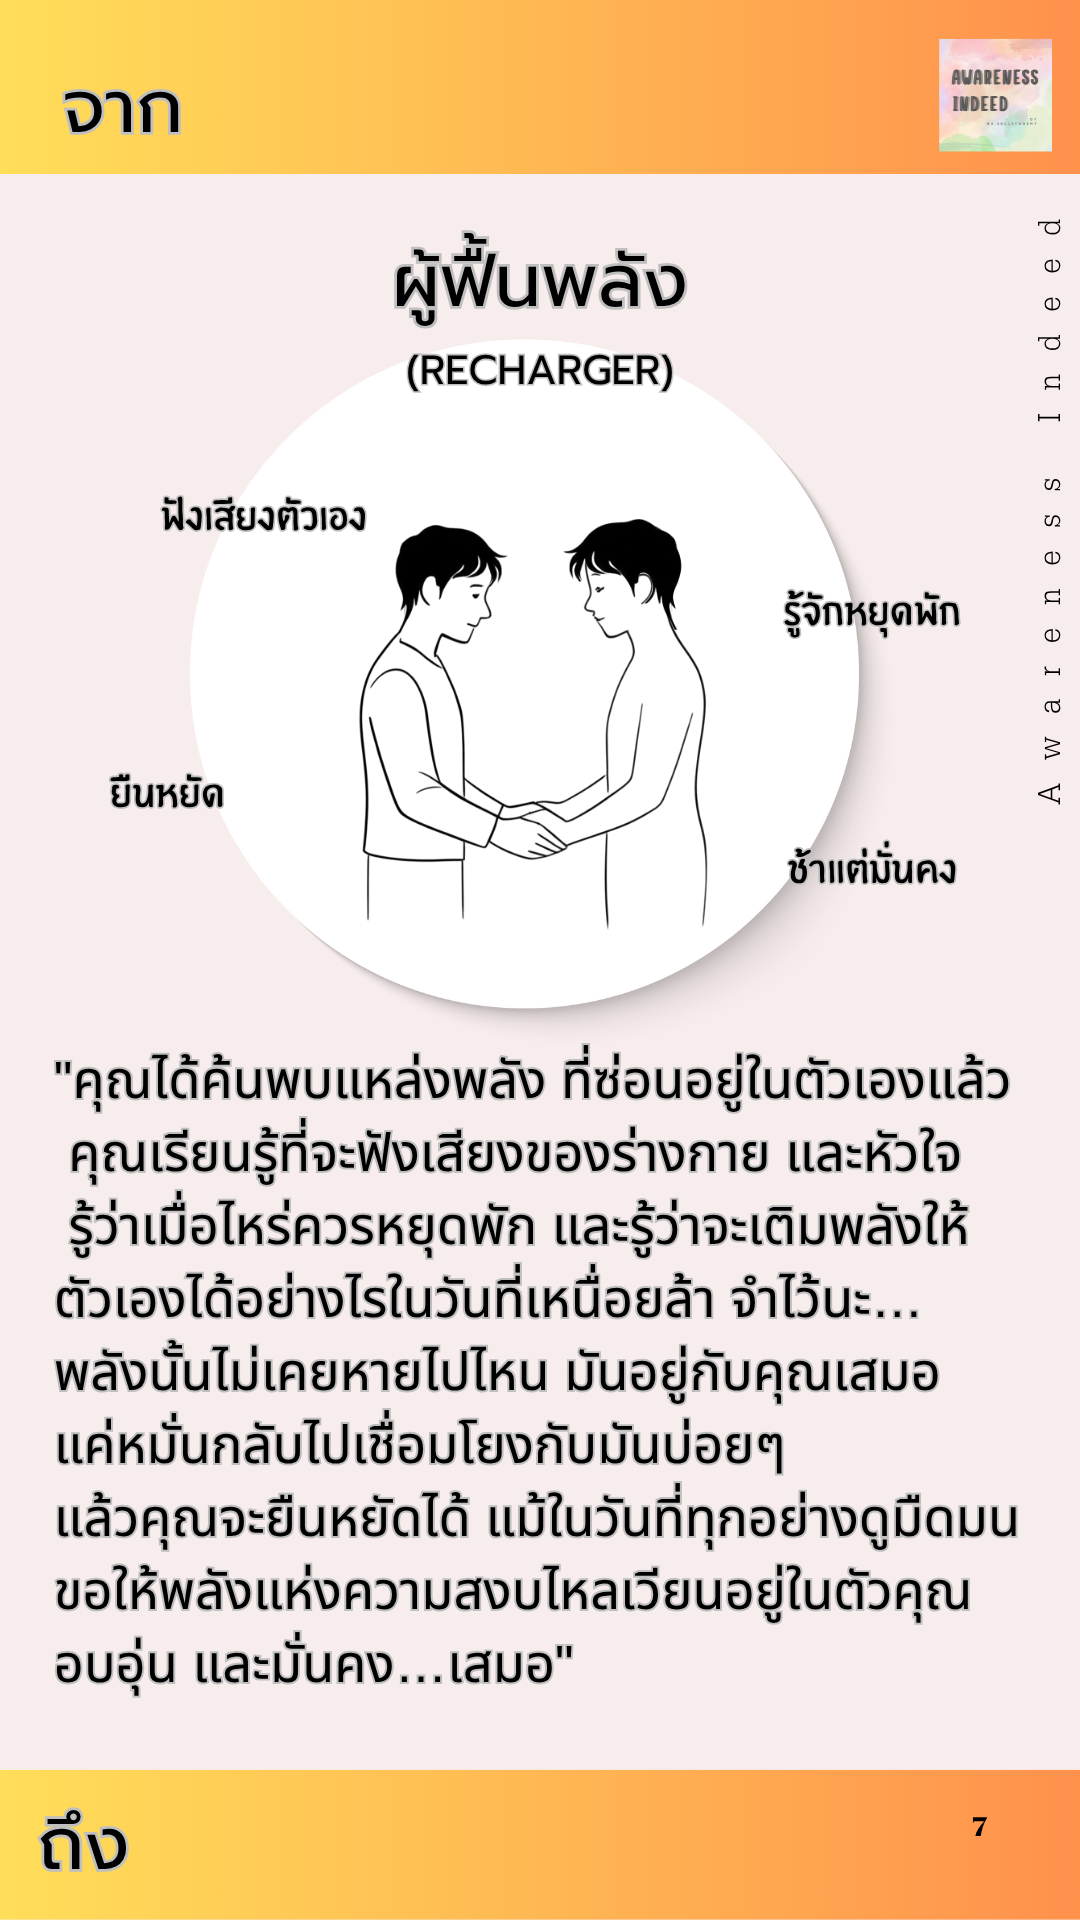 จาก
AWARENESS
INDEED
Awareness Indeed
ผู้ฟื้นพลัง
(RECHARGER)
ฟังเสียงตัวเอง
รู้จักหยุดพัก
ยืนหยัด
ช้าแต่มั่นคง
"คุณได้ค้นพบแหล่งพลัง ที่ซ่อนอยู่ในตัวเองแล้ว
คุณเรียนรู้ที่จะฟังเสียงของร่างกาย และหัวใจ
รู้ว่าเมื่อไหร่ควรหยุดพัก และรู้ว่าจะเติมพลังให้
ตัวเองได้อย่างไรในวันที่เหนื่อยล้า จำไว้นะ...
พลังนั้นไม่เคยหายไปไหน มันอยู่กับคุณเสมอ
แค่หมั่นกลับไปเชื่อมโยงกับมันบ่อยๆ
แล้วคุณจะยืนหยัดได้ แม้ในวันที่ทุกอย่างดูมืดมน
ขอให้พลังแห่งความสงบไหลเวียนอยู่ในตัวคุณ
อบอุ่น และมั่นคง...เสมอ"
ถึง
7